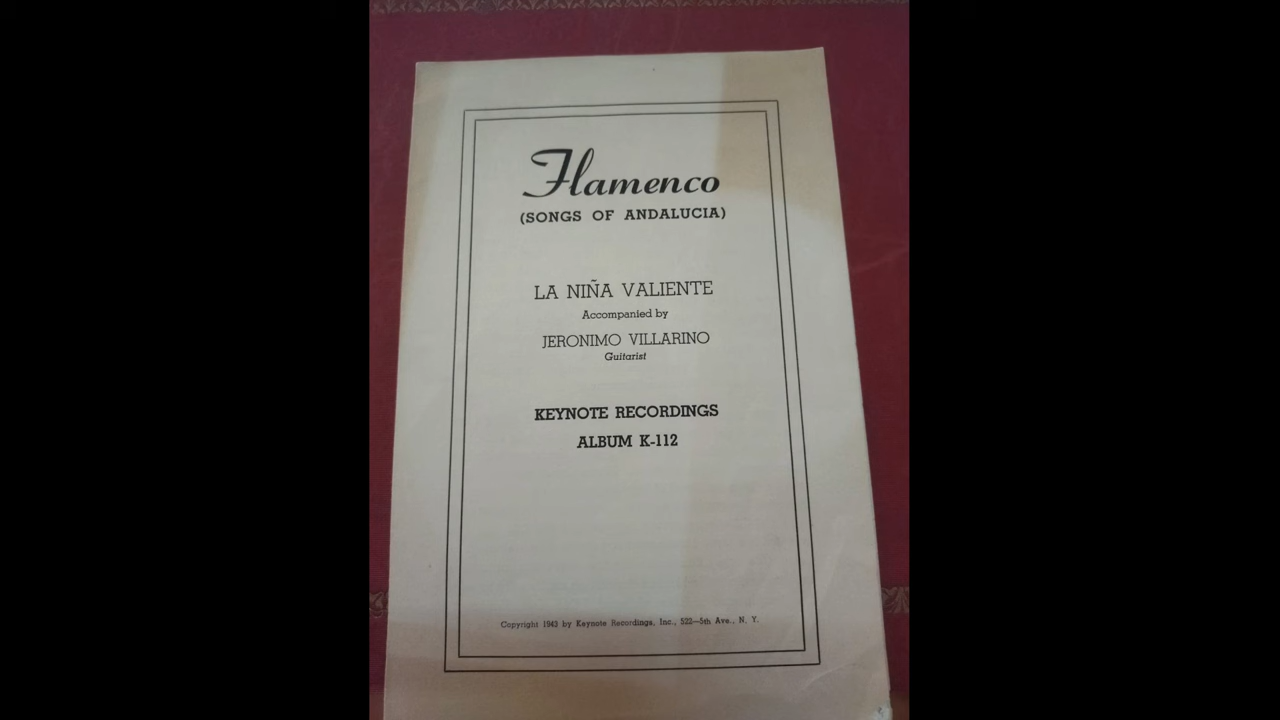 Flamenco
(SONGS OF ANDALUCIA)
LA NIÑA VALIENTE
Accompanied by
JERONIMO VILLARINO
Guitarist
KEYNOTE RECORDINGS
ALBUM K-112
Copyright 1943 by Keynote Recordings, Inc., 522—5th Ave., N. Y.